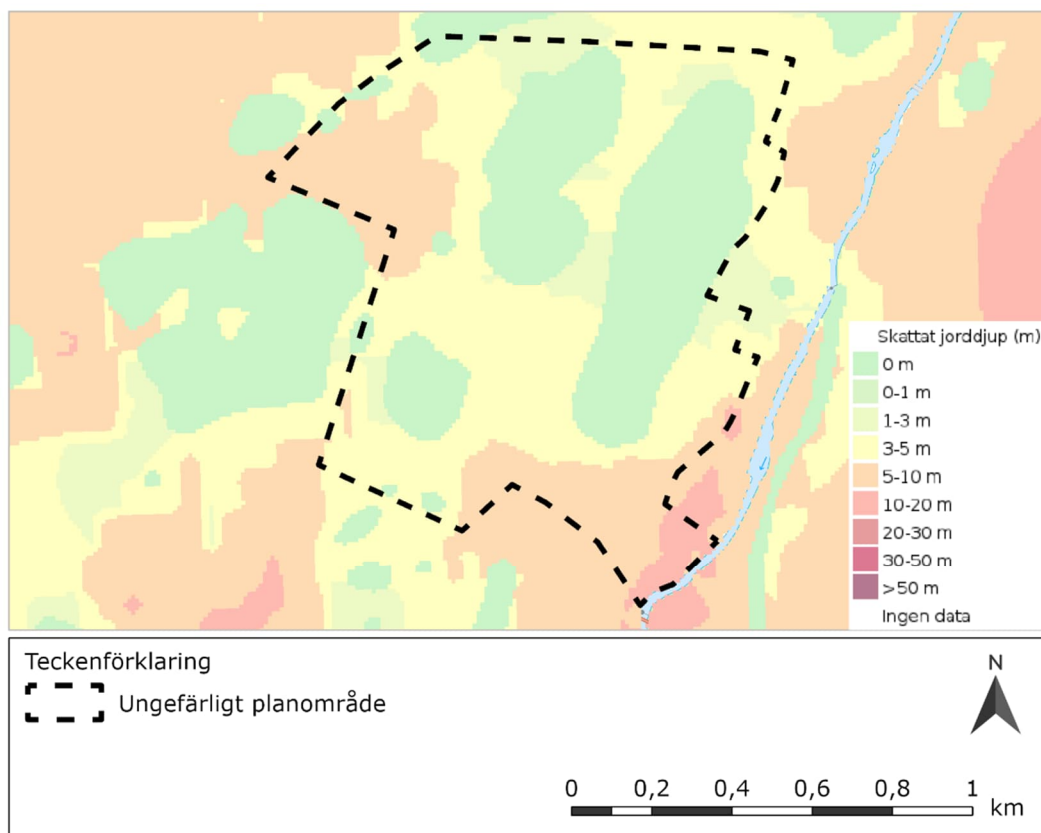 Skattat jorddjup (m)
0 m
0-1 m
1-3 m
3-5 m
5-10 m
10-20 m
20-30 m
30-50 m
>50 m
Ingen data
Teckenförklaring
Ungefärligt planområde
N
0 0,2 0,4 0,6 0,8 1
km